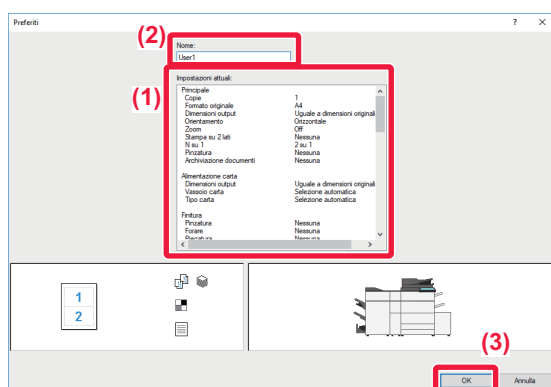 Preferiti
(2)
Nome:
User1
(1)
Impostazioni attuali:
Principale
Copie 1
Formato originale A4
Dimensioni output Uguale a dimensioni originali
Orientamento Orizzontale
Zoom Off
Stampa su 2 lati Nessuna
N su 1 2 su 1
Pinzatura Nessuna
Archiviazione documenti Nessuna
Alimentazione carta
Dimensioni output Uguale a dimensioni originali
Vassoio carta Selezione automatica
Tipo carta Selezione automatica
Finitura
Pinzatura Nessuna
Forare Nessuna
Piegatura Nessuna
1
2
(3)
OK Annulla